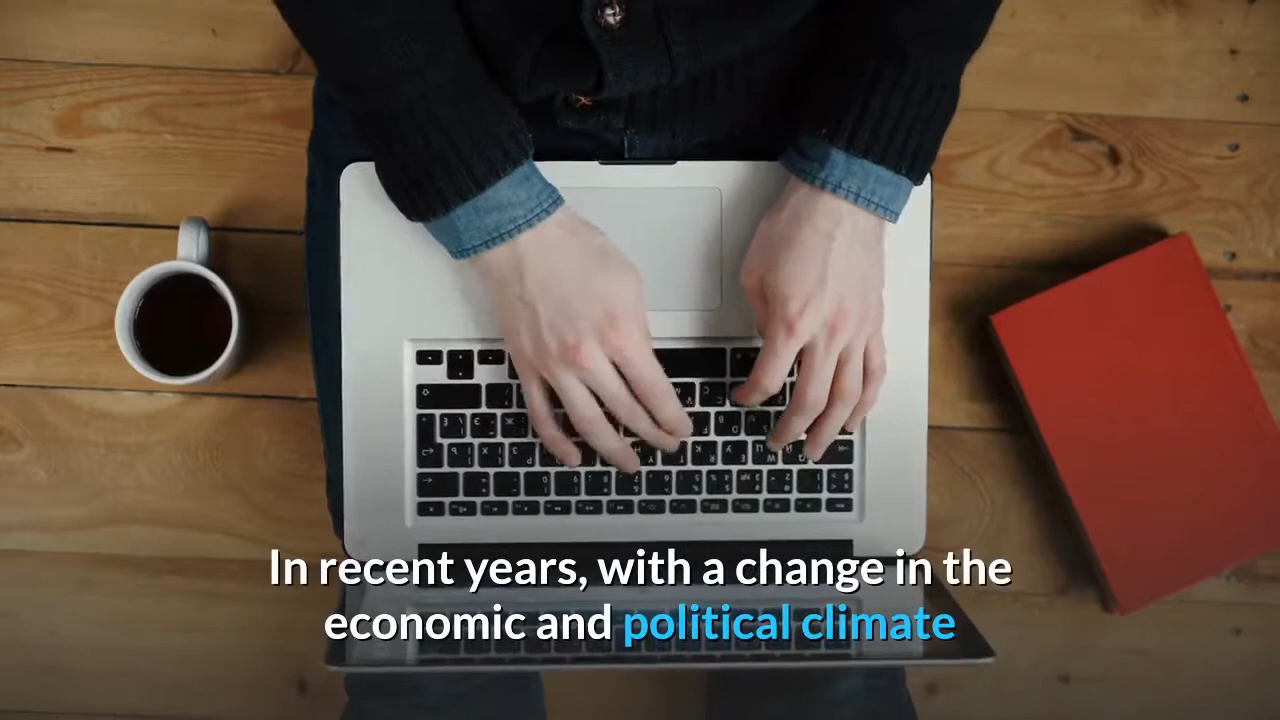 In recent years, with a change in the
economic and political climate